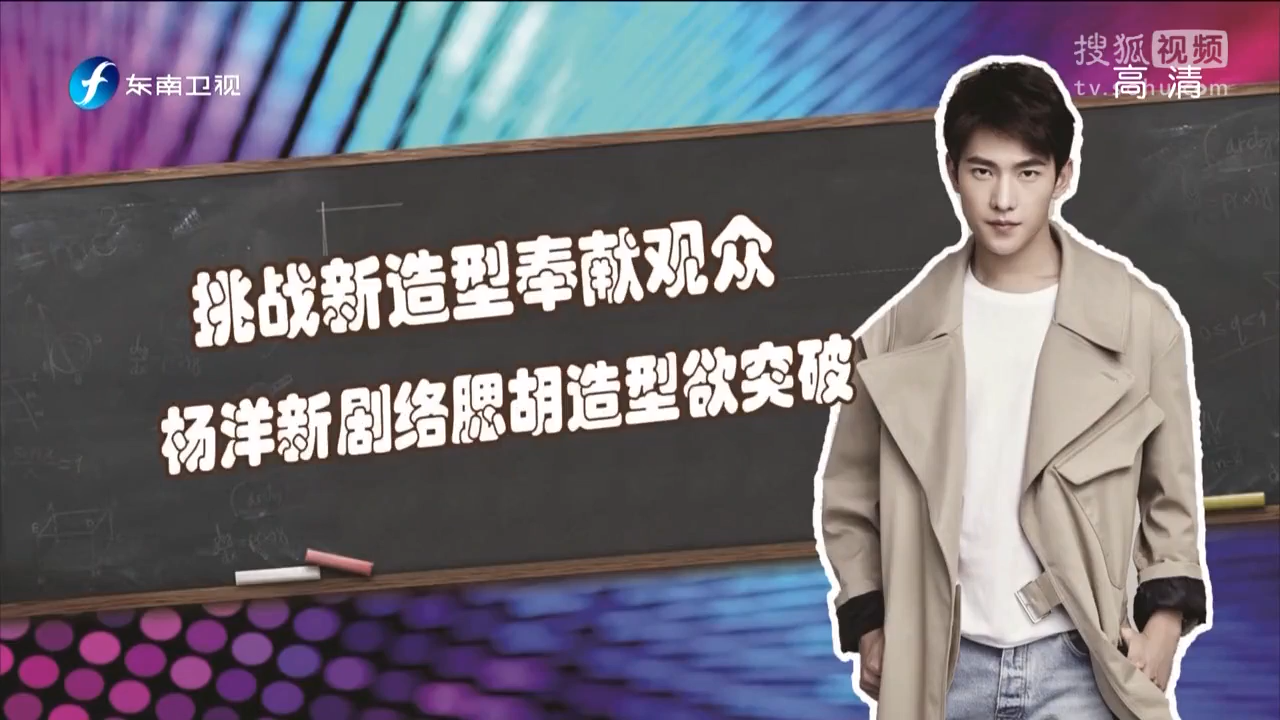 东南卫视
搜狐视频
高清
挑战新造型奉献观众
杨洋新剧络腮胡造型欲突破